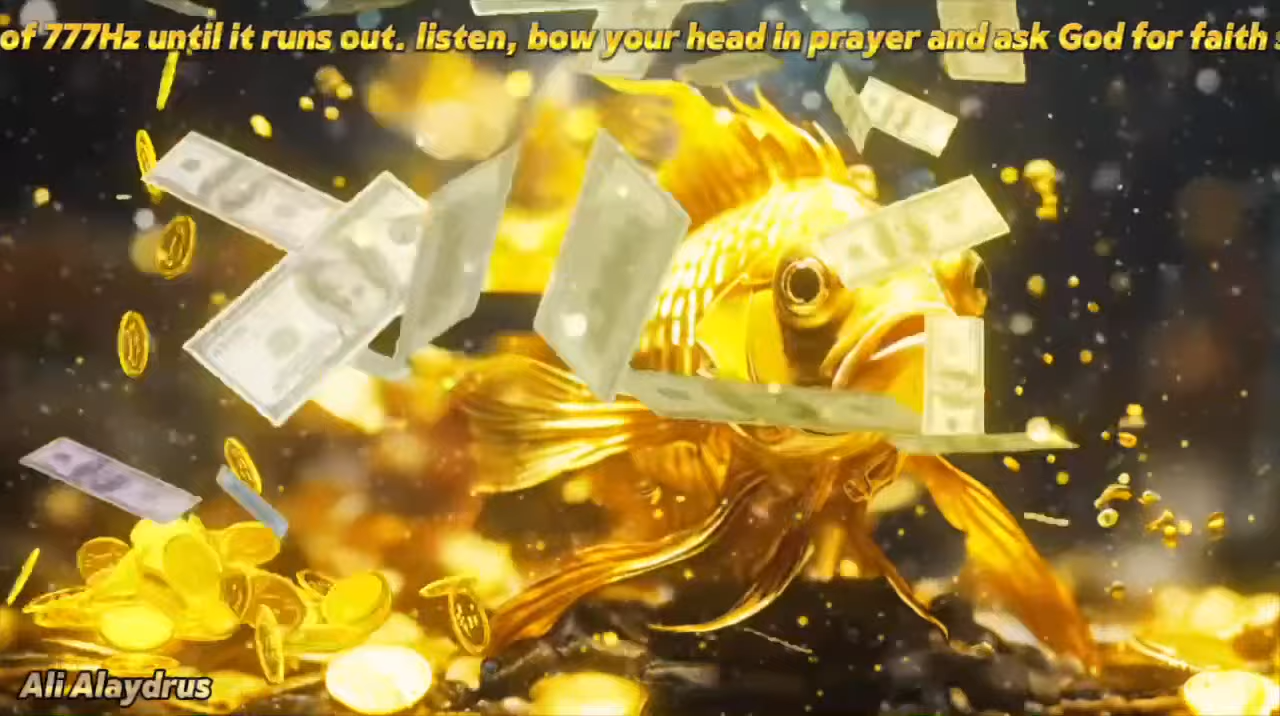 of 777Hz until it runs out. listen, bow your head in prayer and ask God for faith
Ali Alaydrus